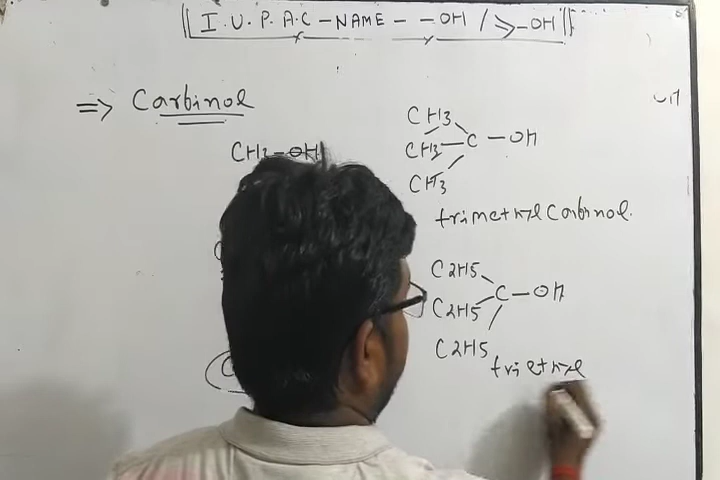 I.U.P.A.C - NAME - -OH / ⩾-OH
⇒ Carbinol
CH3 - OH
CH3
CH3 - C - OH
CH3
trimethyl Carbinol.
C2H5
C2H5 - C - OH
C2H5
triethyl